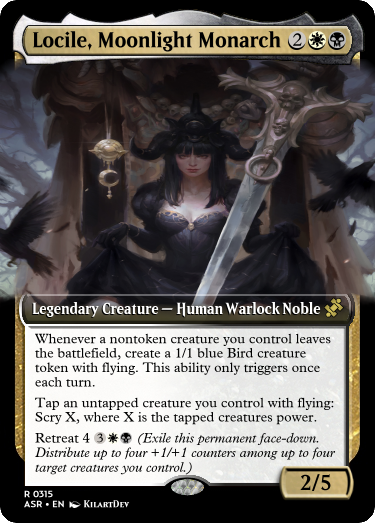 Locile, Moonlight Monarch 2
Legendary Creature — Human Warlock Noble
Whenever a nontoken creature you control leaves
the battlefield, create a 1/1 blue Bird creature
token with flying. This ability only triggers once
each turn.
Tap an untapped creature you control with flying:
Scry X, where X is the tapped creatures power.
Retreat 4 3 (Exile this permanent face-down.
Distribute up to four +1/+1 counters among up to four
target creatures you control.)
2/5
R 0315
ASR • EN KilartDev